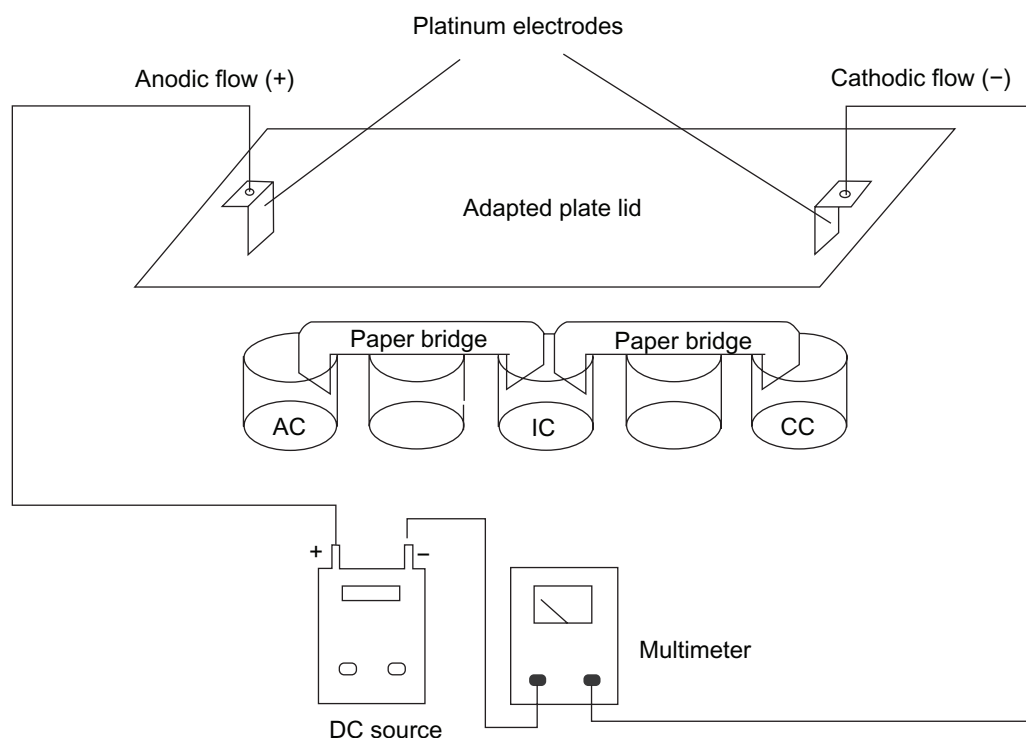 Platinum electrodes
Anodic flow (+)
Cathodic flow (−)
Adapted plate lid
Paper bridge
Paper bridge
AC
IC
CC
+
−
Multimeter
DC source